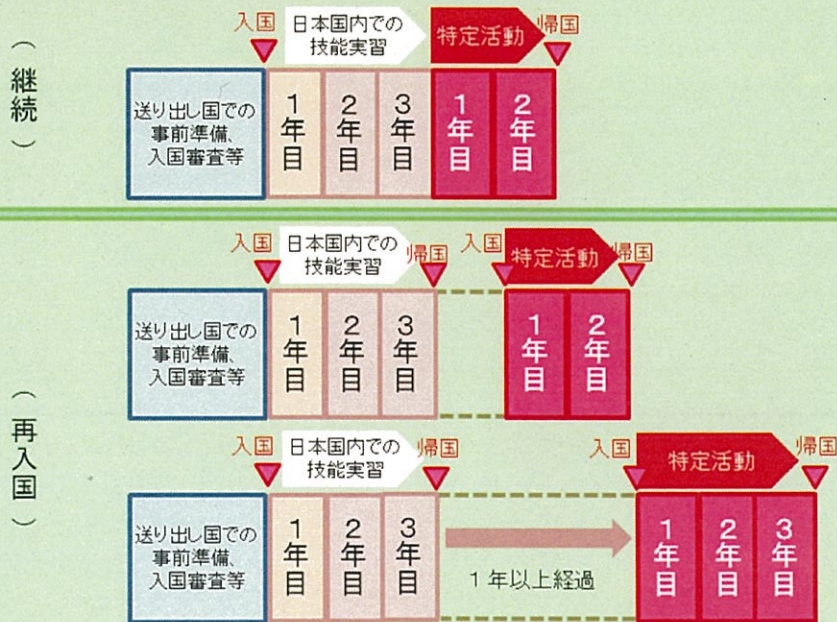 （継続）
入国
日本国内での
技能実習
特定活動
帰国
送り出し国での
事前準備、
入国審査等
1年目
2年目
3年目
1年目
2年目
（再入国）
入国
日本国内での
技能実習
帰国
入国
特定活動
帰国
送り出し国での
事前準備、
入国審査等
1年目
2年目
3年目
1年目
2年目
入国
日本国内での
技能実習
帰国
入国
特定活動
帰国
送り出し国での
事前準備、
入国審査等
1年目
2年目
3年目
1年以上経過
1年目
2年目
3年目